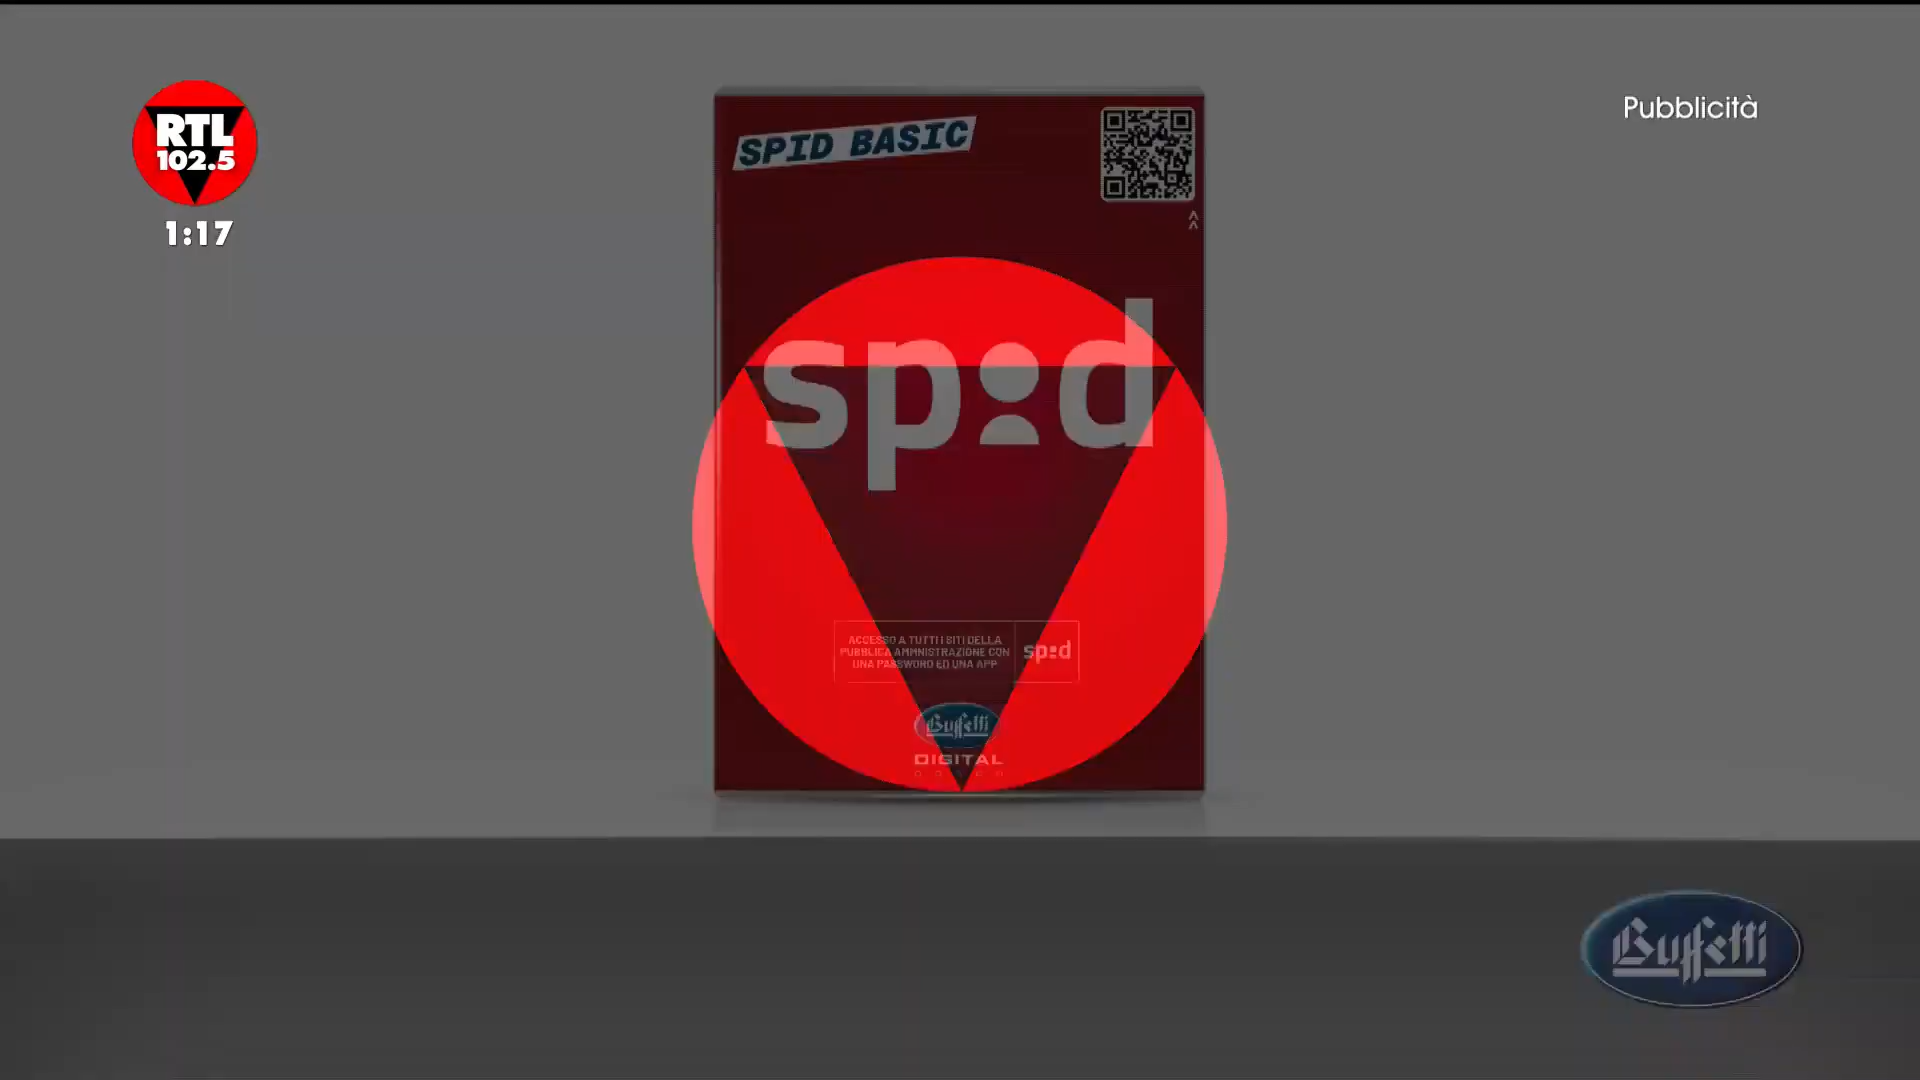 RTL
102.5
1:17
Pubblicità
SPID BASIC
spid
ACCESSO A TUTTI I SITI DELLA
PUBBLICA AMMNISTRAZIONE CON
UNA PASSWORD ED UNA APP
spid
Buffetti
DIGITAL
Buffetti